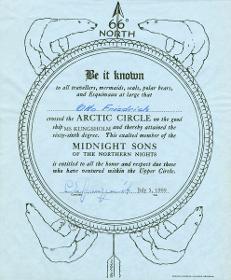 66°
NORTH
Be it known
to all travellers, mermaids, seals, polar bears,
and Esquimaux at large that
Otto Friedrich
crossed the ARCTIC CIRCLE on the good
ship MS KUNGSHOLM and thereby attained the
sixty-sixth degree. This exalted member of the
MIDNIGHT SONS
OF THE NORTHERN NIGHTS
is entitled to all the honor and respect due those
who have ventured within the Upper Circle.
July 5, 1969